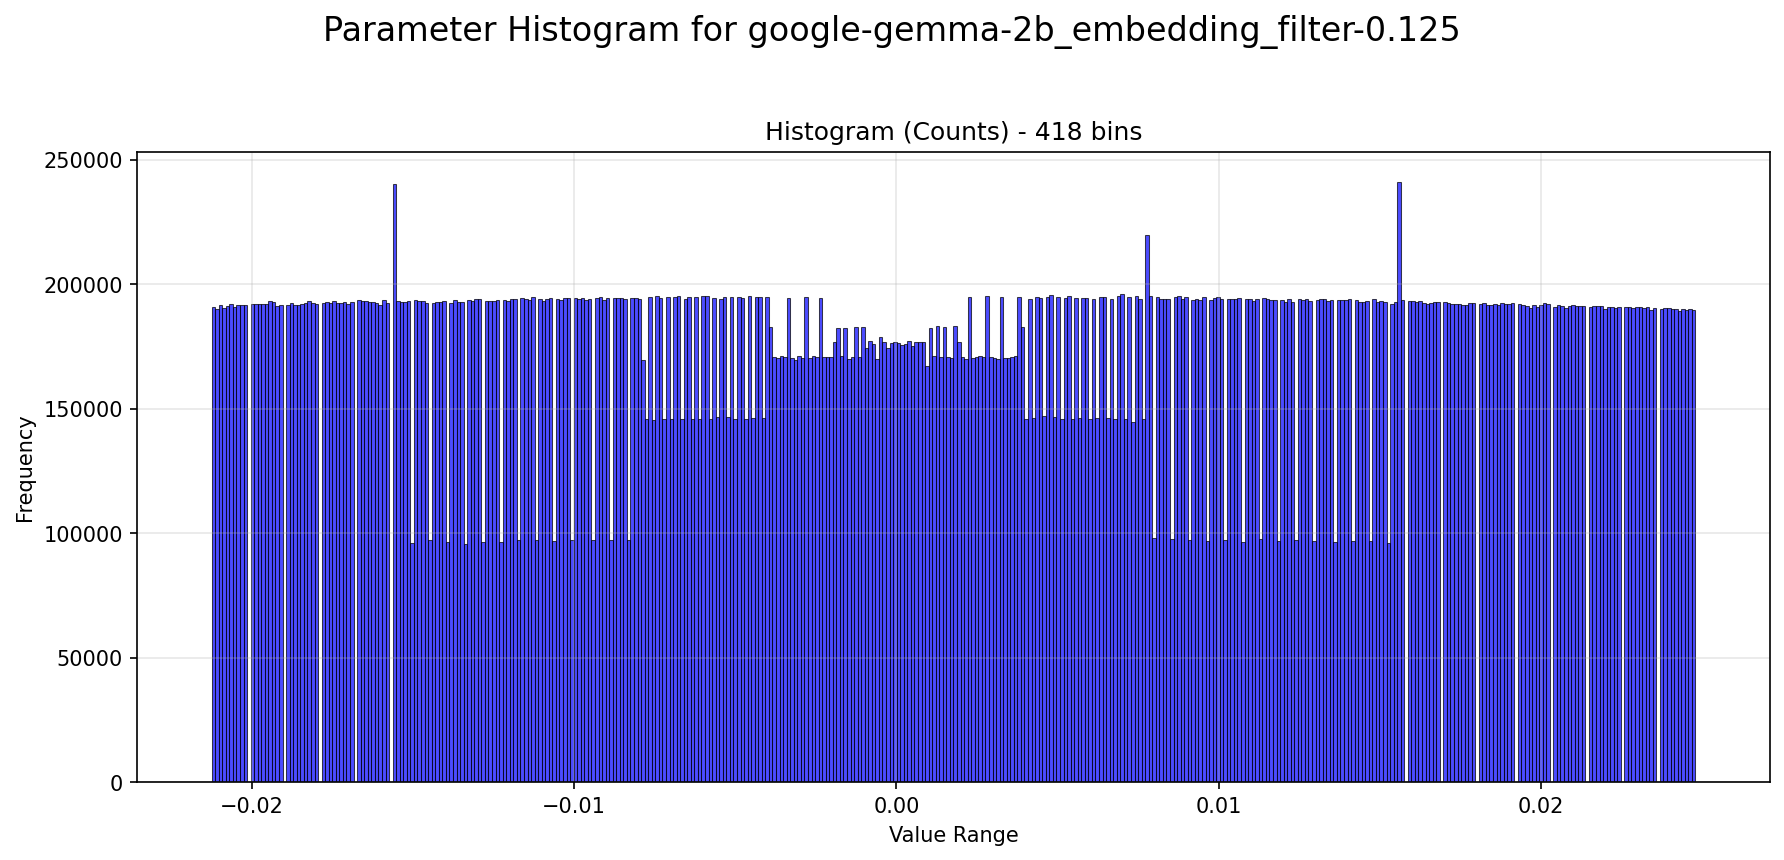 Parameter Histogram for google-gemma-2b_embedding_filter-0.125
Histogram (Counts) - 418 bins
250000
200000
150000
100000
50000
0
Frequency
−0.02
−0.01
0.00
0.01
0.02
Value Range